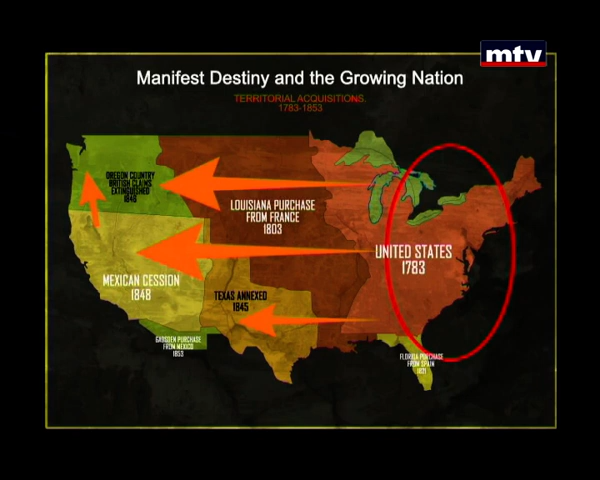 mtv
Manifest Destiny and the Growing Nation
TERRITORIAL ACQUISITIONS,
1783-1853
OREGON COUNTRY
BRITISH CLAIMS
EXTINGUISHED
1846
LOUISIANA PURCHASE
FROM FRANCE
1803
UNITED STATES
1783
MEXICAN CESSION
1848
TEXAS ANNEXED
1845
GADSDEN PURCHASE
FROM MEXICO
1853
FLORIDA PURCHASE
FROM SPAIN
1821